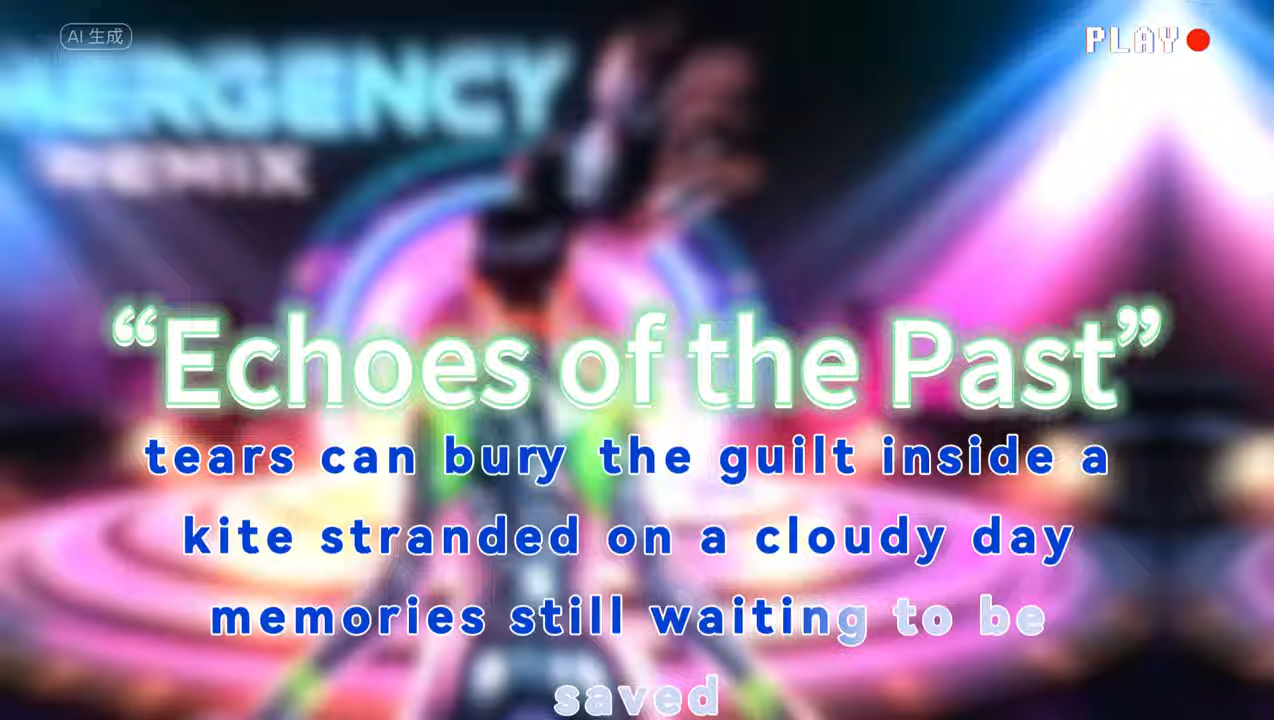 AI 生成
PLAY
ERGENCY
REMIX
“Echoes of the Past”
tears can bury the guilt inside a
kite stranded on a cloudy day
memories still waiting to be
saved